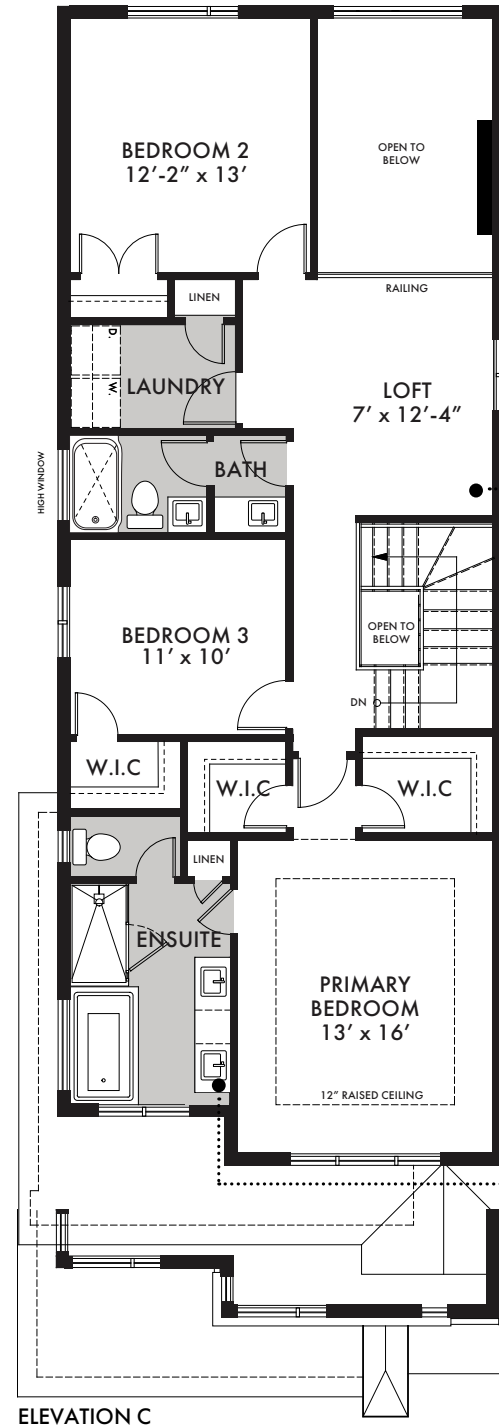 BEDROOM 2
12’-2” x 13’
OPEN TO
BELOW
LINEN
RAILING
D.
W.
LAUNDRY
LOFT
7’ x 12’-4”
HIGH WINDOW
BATH
BEDROOM 3
11’ x 10’
OPEN TO
BELOW
DN
W.I.C
W.I.C
W.I.C
LINEN
ENSUITE
PRIMARY
BEDROOM
13’ x 16’
12” RAISED CEILING
ELEVATION C